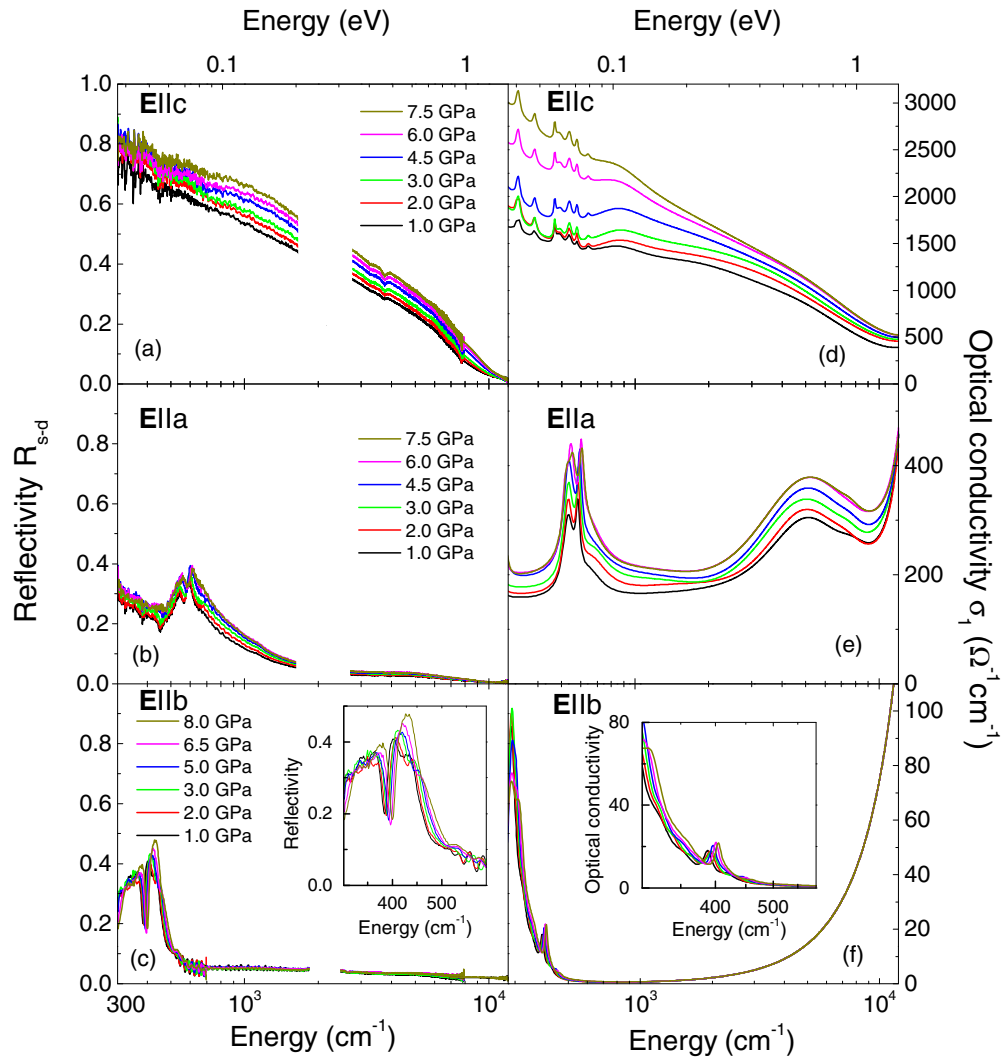 Energy (eV)
Energy (eV)
0.1
1
0.1
1
Reflectivity R_{s-d}
1.0
0.8
0.6
0.4
0.2
0.0
E||c
7.5 GPa
6.0 GPa
4.5 GPa
3.0 GPa
2.0 GPa
1.0 GPa
(a)
E||c
(d)
3000
2500
2000
1500
1000
500
0
0.8
0.6
0.4
0.2
0.0
E||a
7.5 GPa
6.0 GPa
4.5 GPa
3.0 GPa
2.0 GPa
1.0 GPa
(b)
E||a
(e)
400
200
0
Optical conductivity σ₁ (Ω⁻¹cm⁻¹)
0.8
0.6
0.4
0.2
0.0
E||b
8.0 GPa
6.5 GPa
5.0 GPa
3.0 GPa
2.0 GPa
1.0 GPa
(c)
Reflectivity
0.4
0.2
0.0
400
500
Energy (cm⁻¹)
E||b
Optical conductivity
80
40
0
400
500
Energy (cm⁻¹)
(f)
100
80
60
40
20
0
300
10³
10⁴
10³
10⁴
Energy (cm⁻¹)
Energy (cm⁻¹)